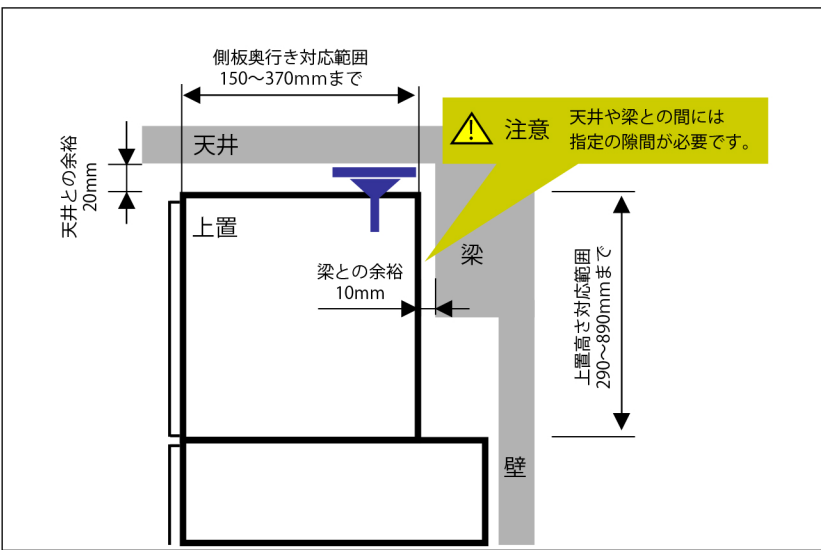 側板奥行き対応範囲
150〜370mmまで
天井
注意
天井や梁との間には
指定の隙間が必要です。
天井との余裕
20mm
上置
梁
梁との余裕
10mm
上置高さ対応範囲
290〜890mmまで
壁